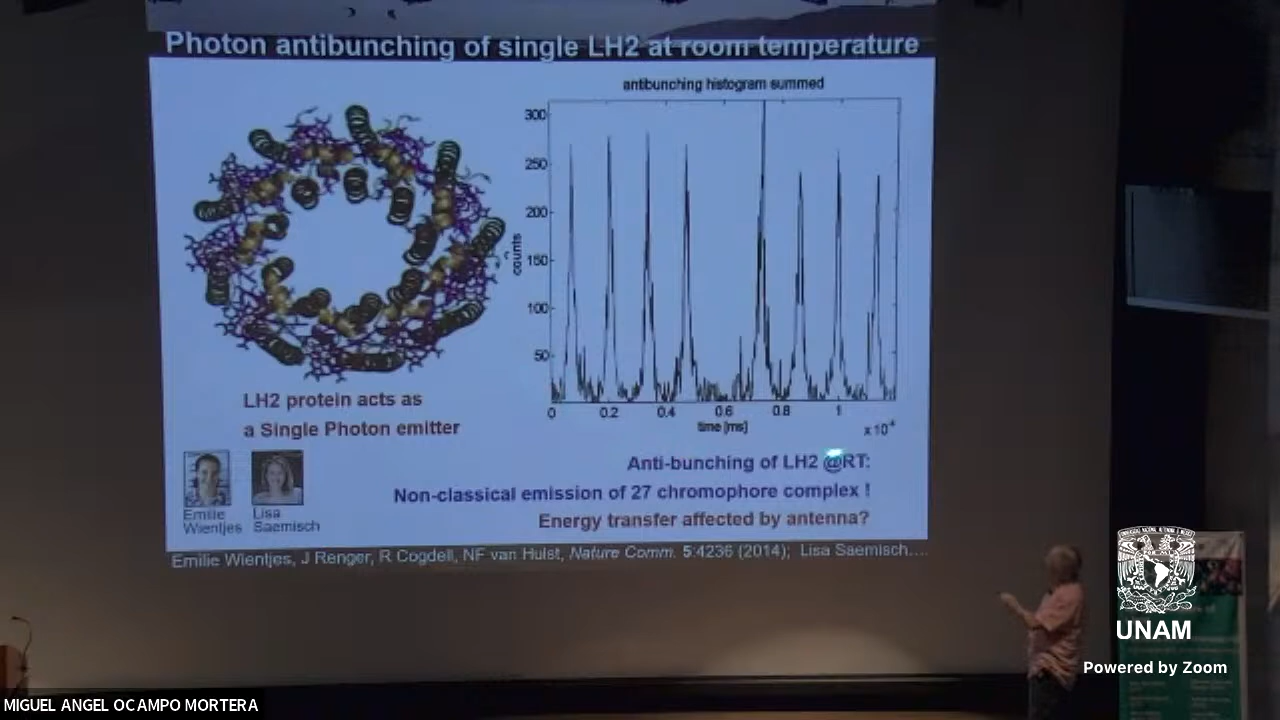 Photon antibunching of single LH2 at room temperature
antibunching histogram summed
300
250
200
150
100
50
counts
0 0.2 0.4 0.6 0.8 1
time [ms]
x 10⁴
LH2 protein acts as
a Single Photon emitter
Emilie
Wientjes
Lisa
Saemisch
Anti-bunching of LH2 @RT:
Non-classical emission of 27 chromophore complex !
Energy transfer affected by antenna?
Emilie Wientjes, J Renger, R Cogdell, NF van Hulst, Nature Comm. 5:4236 (2014); Lisa Saemisch....
UNAM
Powered by Zoom
MIGUEL ANGEL OCAMPO MORTERA